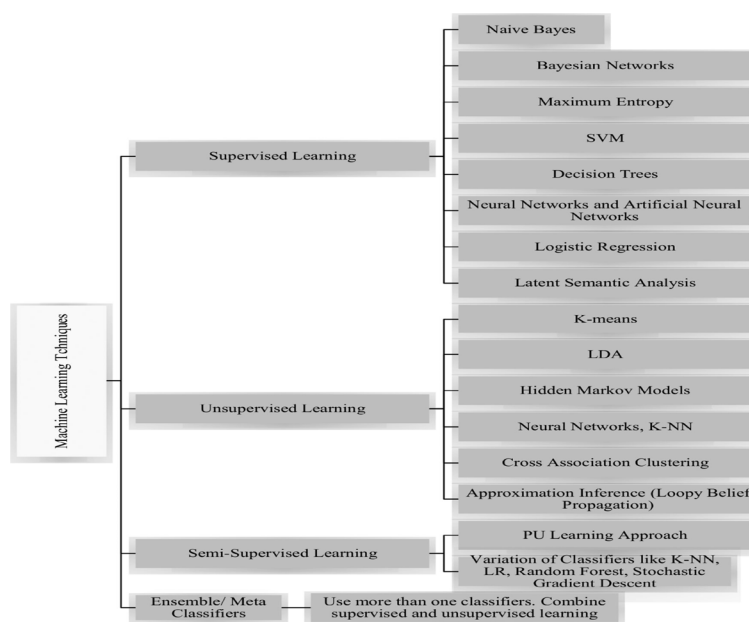 Machine Learning Tchniques
Supervised Learning
Naive Bayes
Bayesian Networks
Maximum Entropy
SVM
Decision Trees
Neural Networks and Artificial Neural
Networks
Logistic Regression
Latent Semantic Analysis
Unsupervised Learning
K-means
LDA
Hidden Markov Models
Neural Networks, K-NN
Cross Association Clustering
Approximation Inference (Loopy Belief
Propagation)
Semi-Supervised Learning
PU Learning Approach
Variation of Classifiers like K-NN,
LR, Random Forest, Stochastic
Gradient Descent
Ensemble/ Meta
Classifiers
Use more than one classifiers. Combine
supervised and unsupervised learning